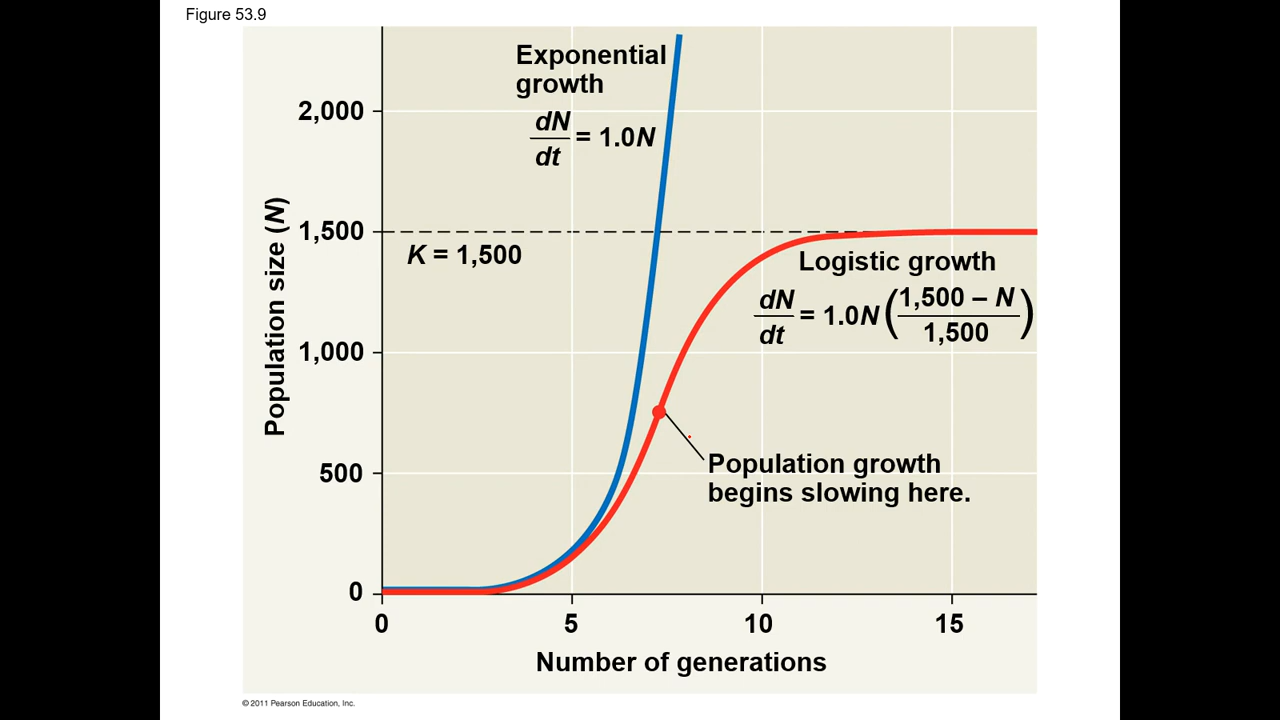 Figure 53.9
Exponential
growth
dN
dt
= 1.0N
2,000
1,500
1,000
500
0
Population size (N)
K = 1,500
Logistic growth
dN
dt
= 1.0N
(1,500 – N
1,500)
Population growth
begins slowing here.
0 5 10 15
Number of generations
© 2011 Pearson Education, Inc.